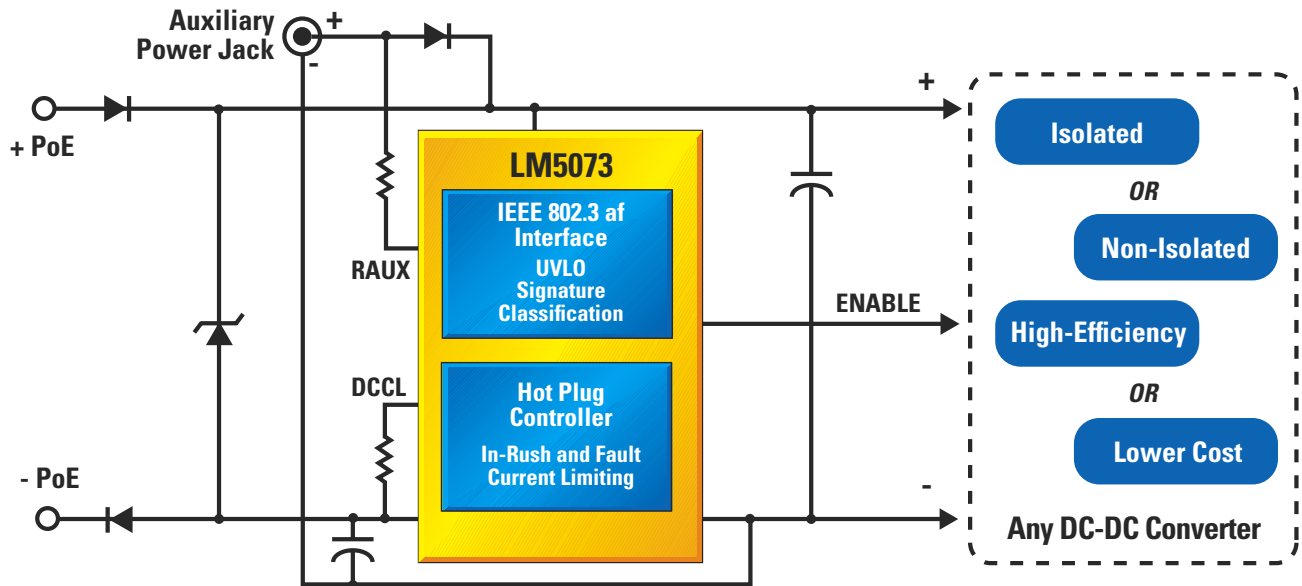 Auxiliary
Power Jack
+
-
+ PoE
- PoE
RAUX
DCCL
LM5073
IEEE 802.3 af
Interface
UVLO
Signature
Classification
Hot Plug
Controller
In-Rush and Fault
Current Limiting
+
ENABLE
-
Isolated
OR
Non-Isolated
High-Efficiency
OR
Lower Cost
Any DC-DC Converter